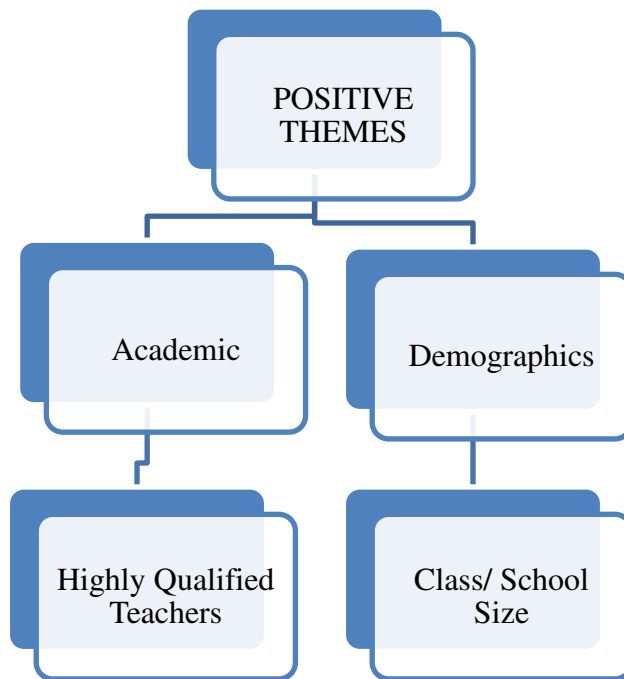 POSITIVE
THEMES
Academic
Demographics
Highly Qualified
Teachers
Class/ School
Size